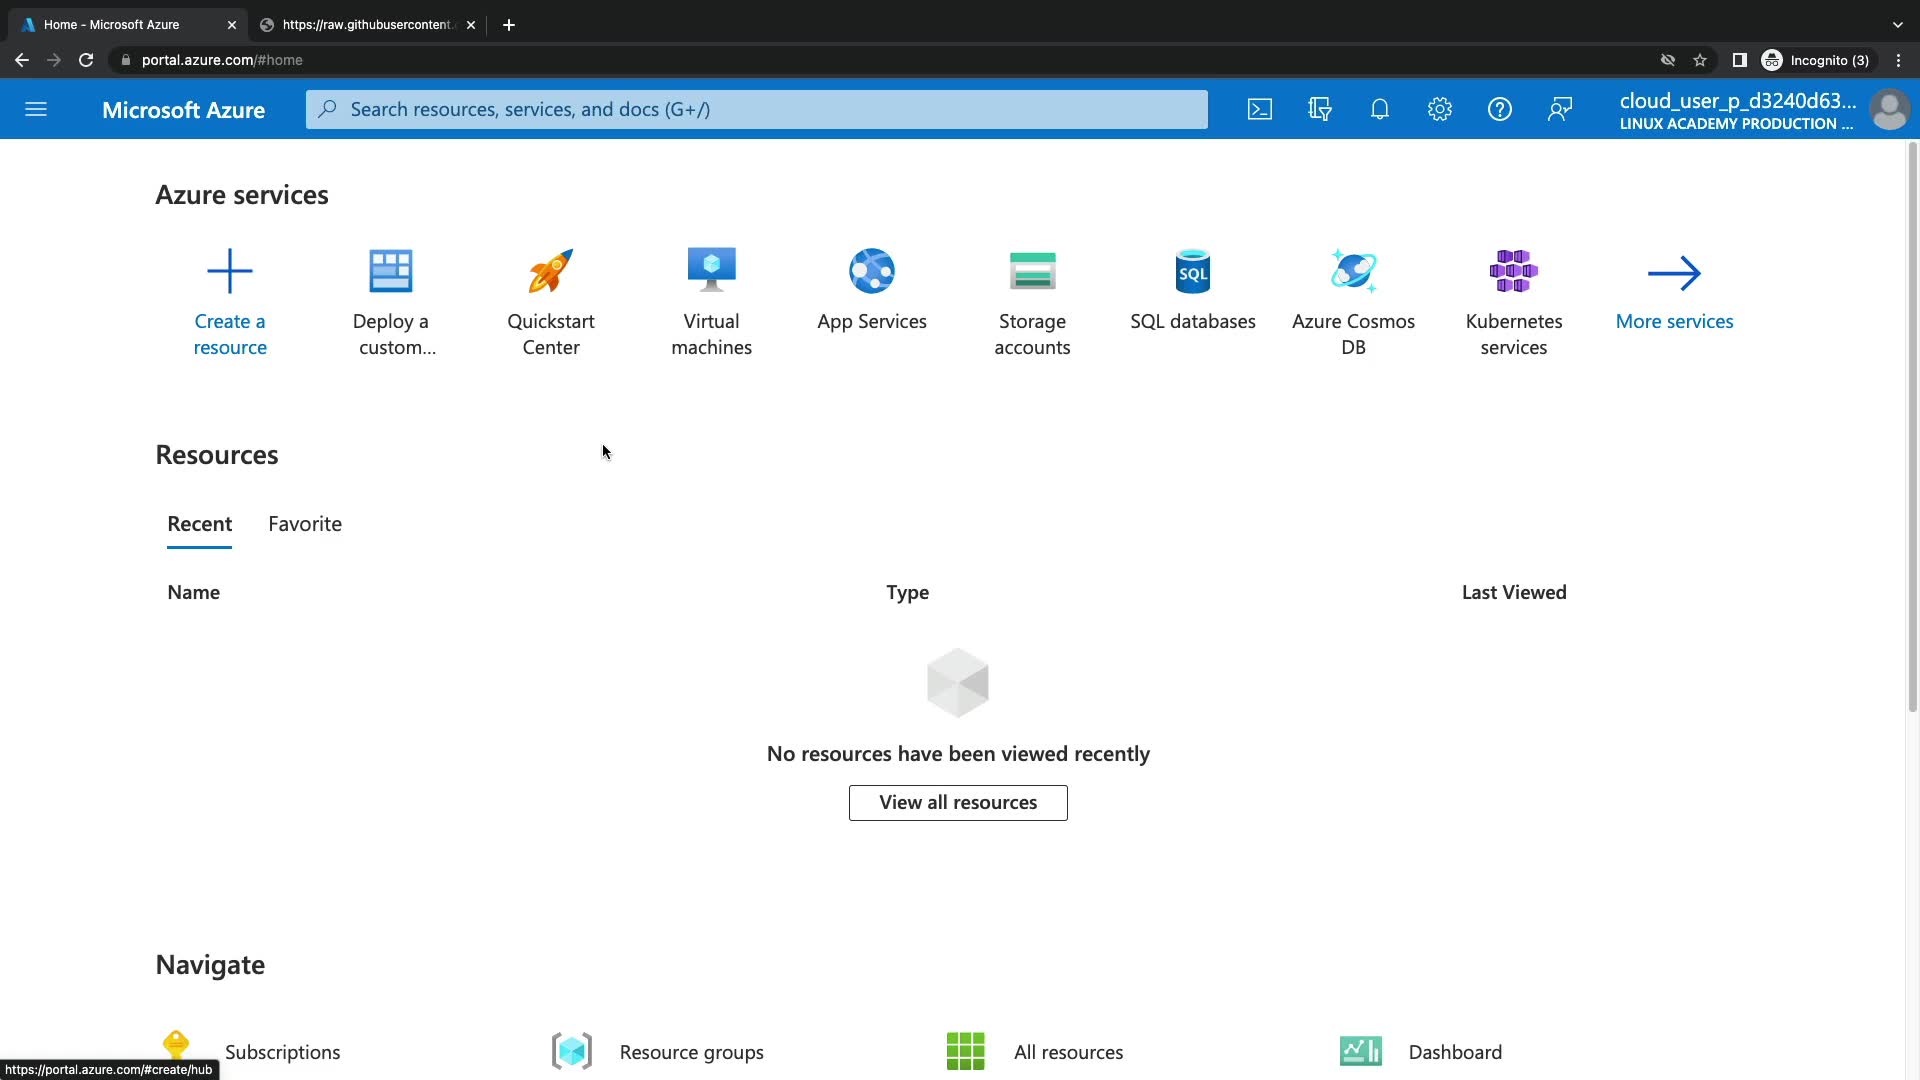 Home - Microsoft Azure
https://raw.githubusercontent.c
portal.azure.com/#home
Incognito (3)
Microsoft Azure
Search resources, services, and docs (G+/)
cloud_user_p_d3240d63...
LINUX ACADEMY PRODUCTION ...
Azure services
Create a
resource
Deploy a
custom...
Quickstart
Center
Virtual
machines
App Services
Storage
accounts
SQL
SQL databases
Azure Cosmos
DB
Kubernetes
services
More services
Resources
Recent
Favorite
Name
Type
Last Viewed
No resources have been viewed recently
View all resources
Navigate
Subscriptions
Resource groups
All resources
Dashboard
https://portal.azure.com/#create/hub